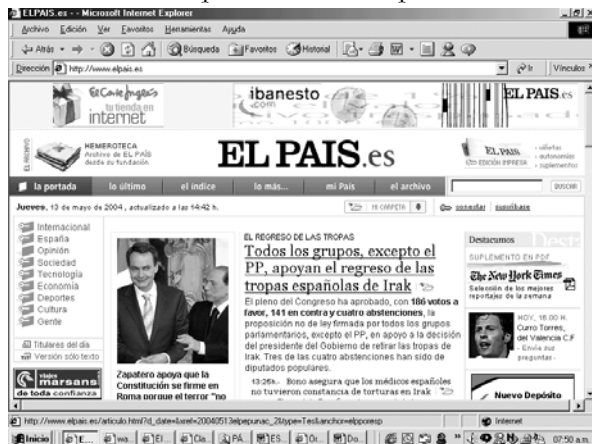 ELPAIS.es - - Microsoft Internet Explorer
Archivo Edición Ver Favoritos Herramientas Ayuda
Atrás Búsqueda Favoritos Historial
Dirección http://www.elpais.es Ir Vínculos
El Corte Inglés
tu tienda en
internet
ibanesto
.com
EL PAIS.es
EL ARCHIVO
HEMEROTECA
Archivo de EL PAÍS
desde su fundación
EL PAIS.es
EL PAIS
EDICIÓN IMPRESA
viñetas
autonomías
suplementos
la portada lo último el índice lo más... mi País el archivo BUSCAR
Jueves, 13 de mayo de 2004, actualizado a las 14:42 h. MI CARPETA 0 conectar suscríbase
Internacional
España
Opinión
Sociedad
Tecnología
Economía
Deportes
Cultura
Gente
Titulares del día
Versión sólo texto
viajes
marsans
de toda confianza
Zapatero apoya que la
Constitución se firme en
Roma porque el terror "no
EL REGRESO DE LAS TROPAS
Todos los grupos, excepto el
PP, apoyan el regreso de las
tropas españolas de Irak
El pleno del Congreso ha aprobado, con 186 votos a
favor, 141 en contra y cuatro abstenciones, la
proposición no de ley firmada por todos los grupos
parlamentarios, excepto el PP, en apoyo a la decisión
del presidente del Gobierno de retirar las tropas de
Irak. Tres de las cuatro abstenciones han sido de
diputados populares.
13:25h.- Bono asegura que los médicos españoles
no tuvieron constancia de torturas en Irak
Destacamos
SUPLEMENTO EN PDF
The New York Times
Selección de los mejores
reportajes de la semana
HOY, 18.00 H.
Curro Torres,
del Valencia C.F
- Envíe sus
preguntas -
Nuevo Depósito
Internet
Inicio 07:50 a.m.